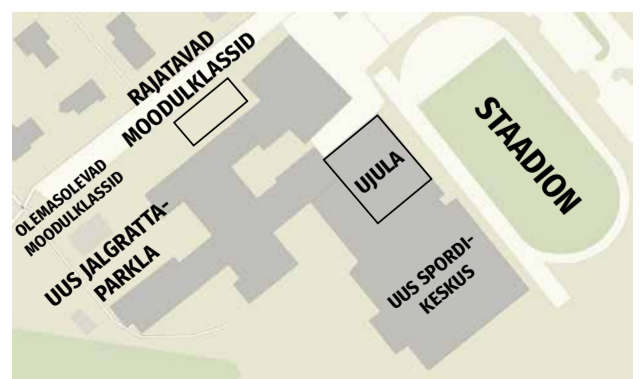 RAJATAVAD
MOODULKLASSID
OLEMASOLEVAD
MOODULKLASSID
UUS JALGRATTA-
PARKLA
UJULA
UUS SPORDI-
KESKUS
STAADION